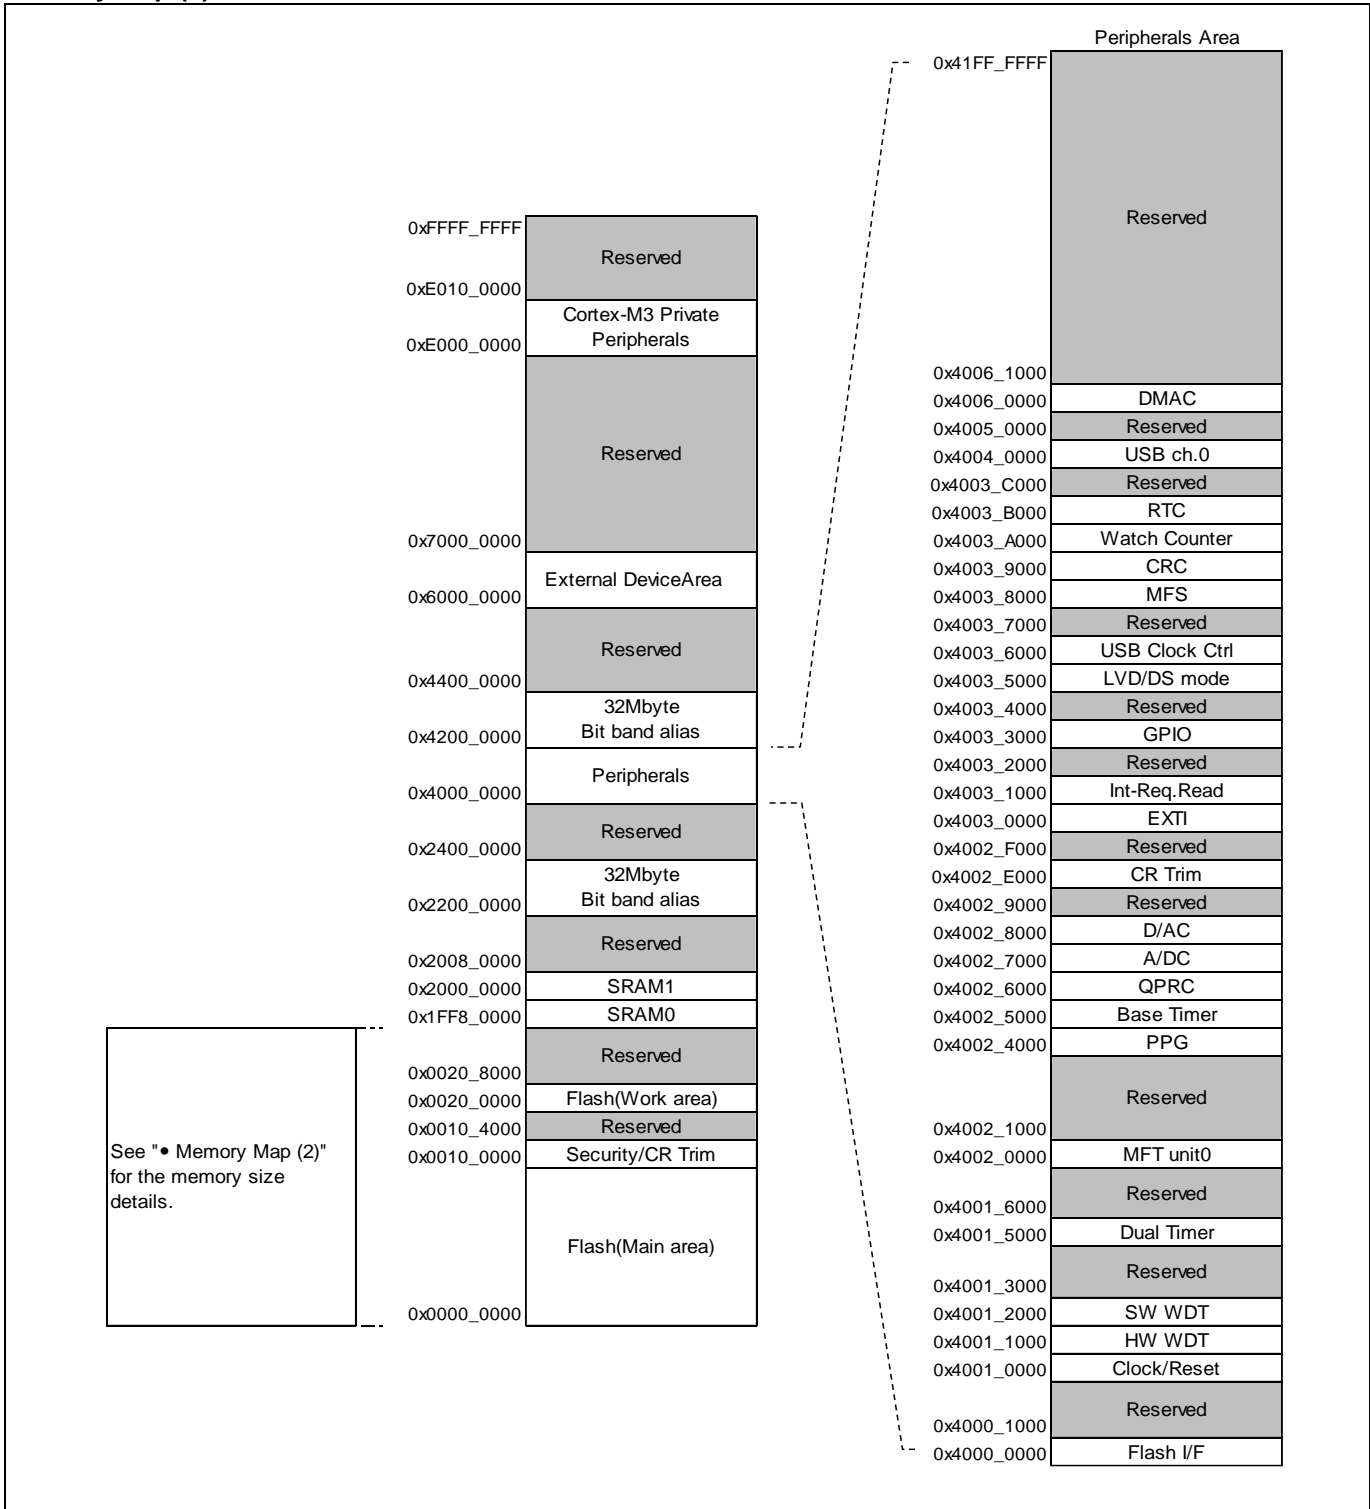 Peripherals Area
0x41FF_FFFF
Reserved
0x4006_1000
0x4006_0000 DMAC
0x4005_0000 Reserved
0x4004_0000 USB ch.0
0x4003_C000 Reserved
0x4003_B000 RTC
0x4003_A000 Watch Counter
0x4003_9000 CRC
0x4003_8000 MFS
0x4003_7000 Reserved
0x4003_6000 USB Clock Ctrl
0x4003_5000 LVD/DS mode
0x4003_4000 Reserved
0x4003_3000 GPIO
0x4003_2000 Reserved
0x4003_1000 Int-Req.Read
0x4003_0000 EXTI
0x4002_F000 Reserved
0x4002_E000 CR Trim
0x4002_9000 Reserved
0x4002_8000 D/AC
0x4002_7000 A/DC
0x4002_6000 QPRC
0x4002_5000 Base Timer
0x4002_4000 PPG
Reserved
0x4002_1000
0x4002_0000 MFT unit0
Reserved
0x4001_6000
0x4001_5000 Dual Timer
Reserved
0x4001_3000
0x4001_2000 SW WDT
0x4001_1000 HW WDT
0x4001_0000 Clock/Reset
Reserved
0x4000_1000
0x4000_0000 Flash I/F
0xFFFF_FFFF
Reserved
0xE010_0000
Cortex-M3 Private
Peripherals
0xE000_0000
Reserved
0x7000_0000
External DeviceArea
0x6000_0000
Reserved
0x4400_0000
32Mbyte
Bit band alias
0x4200_0000
Peripherals
0x4000_0000
Reserved
0x2400_0000
32Mbyte
Bit band alias
0x2200_0000
Reserved
0x2008_0000
0x2000_0000 SRAM1
0x1FF8_0000 SRAM0
Reserved
0x0020_8000
0x0020_0000 Flash(Work area)
0x0010_4000 Reserved
0x0010_0000 Security/CR Trim
Flash(Main area)
0x0000_0000
See "● Memory Map (2)"
for the memory size
details.